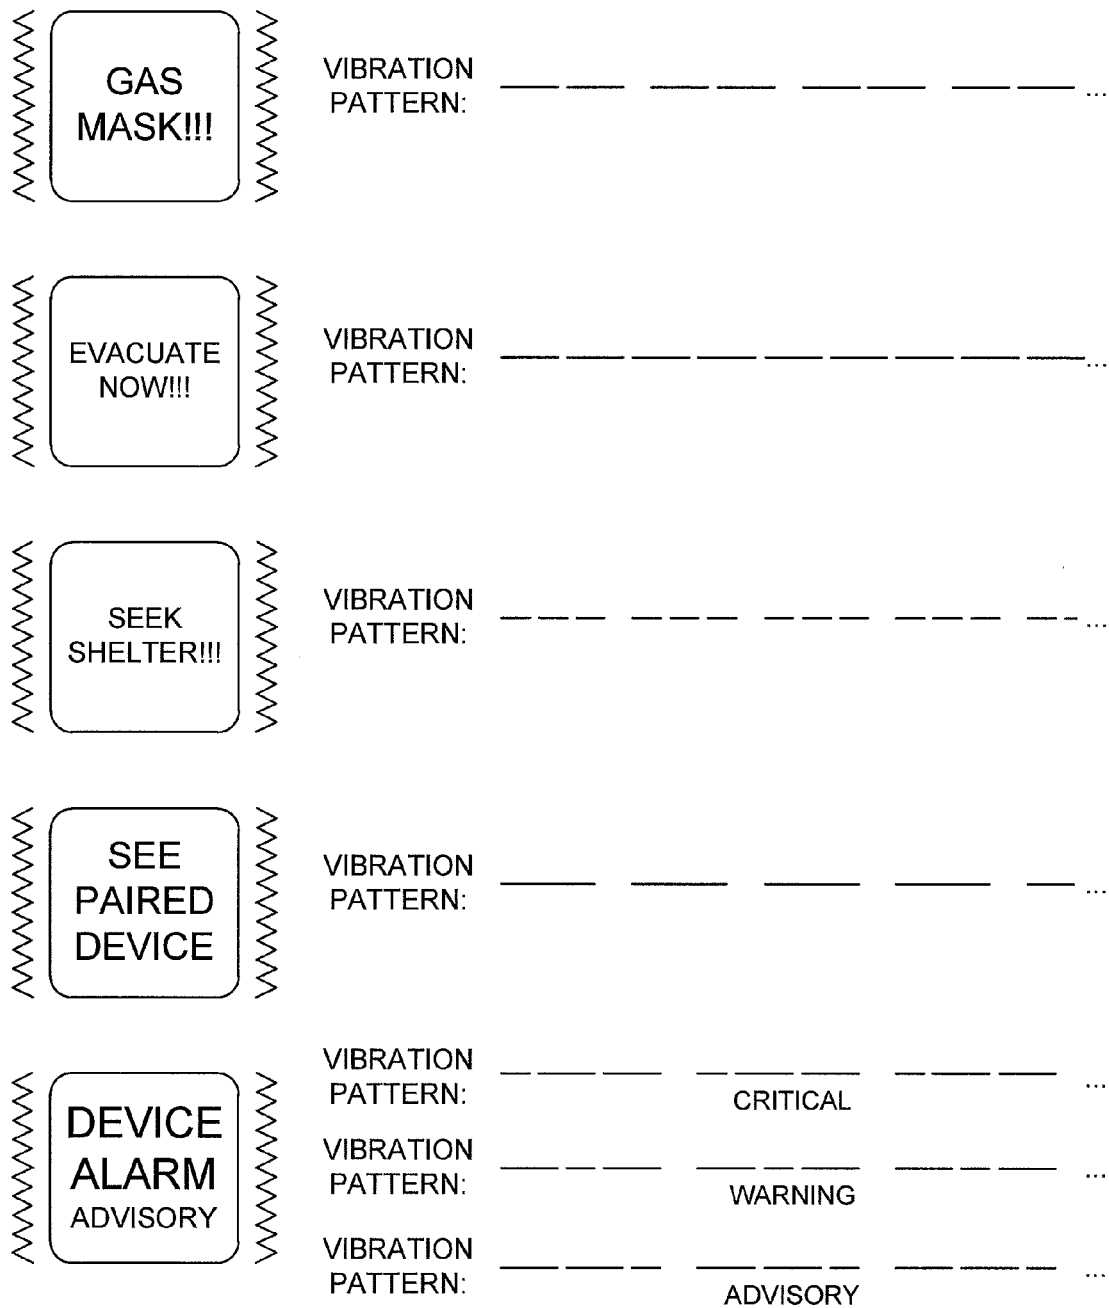 GAS
MASK!!!
VIBRATION
PATTERN:
...
EVACUATE
NOW!!!
VIBRATION
PATTERN:
...
SEEK
SHELTER!!!
VIBRATION
PATTERN:
...
SEE
PAIRED
DEVICE
VIBRATION
PATTERN:
...
DEVICE
ALARM
ADVISORY
VIBRATION
PATTERN:
...
CRITICAL
VIBRATION
PATTERN:
...
WARNING
VIBRATION
PATTERN:
...
ADVISORY